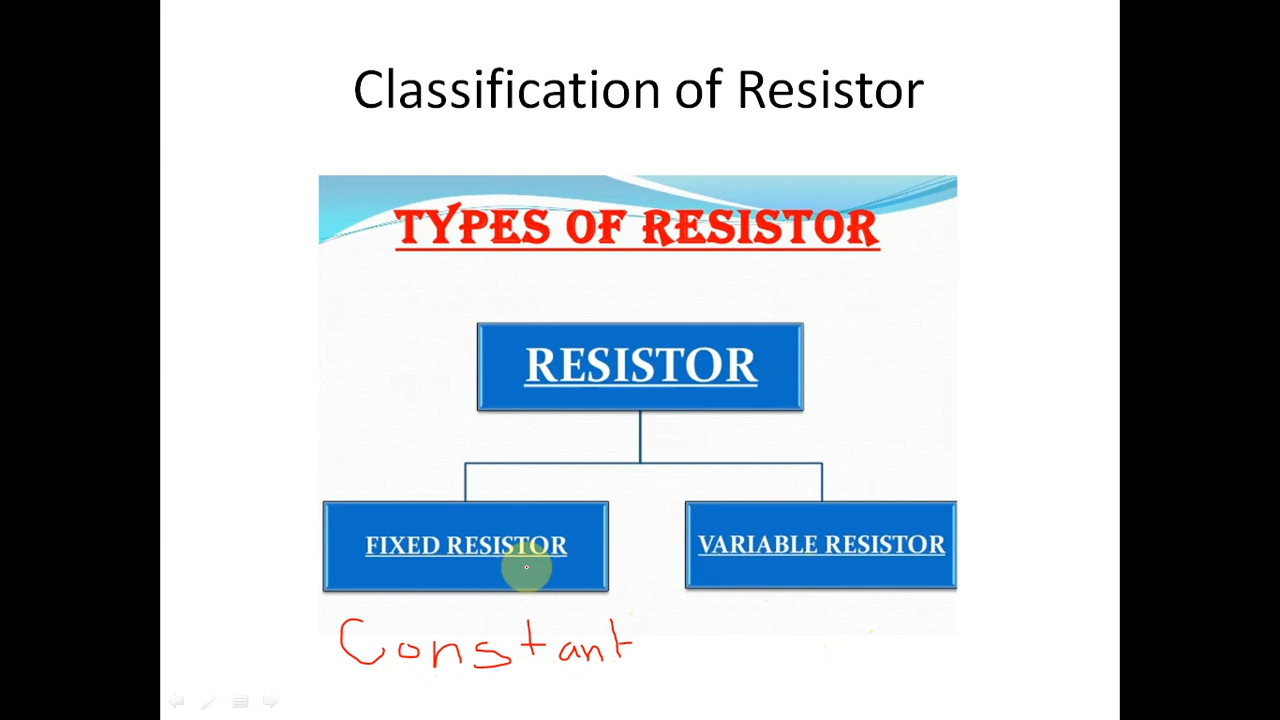 Classification of Resistor
TYPES OF RESISTOR
RESISTOR
FIXED RESISTOR
VARIABLE RESISTOR
Constant